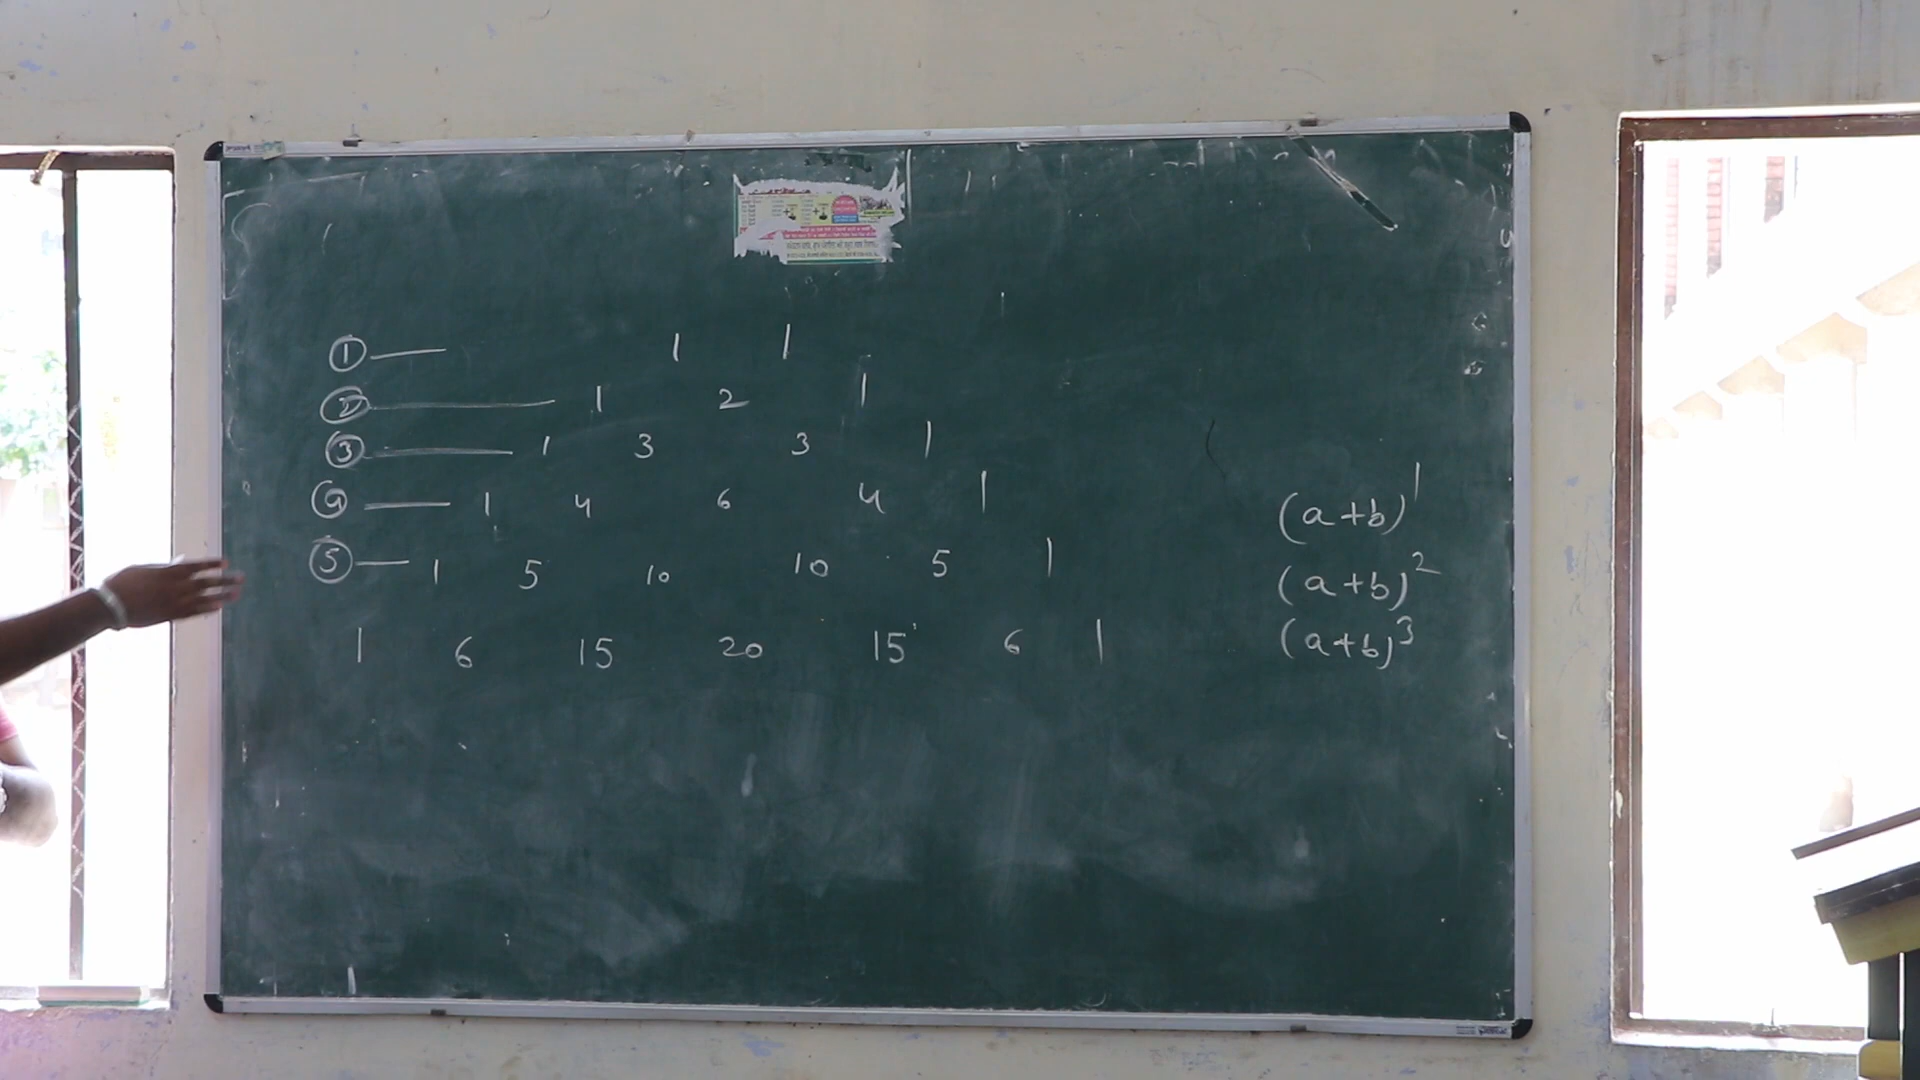 ① — 1 1
② — 1 2 1
③ — 1 3 3 1
④ — 1 4 6 4 1
⑤ — 1 5 10 10 5 1
1 6 15 20 15 6 1
(a+b)¹
(a+b)²
(a+b)³